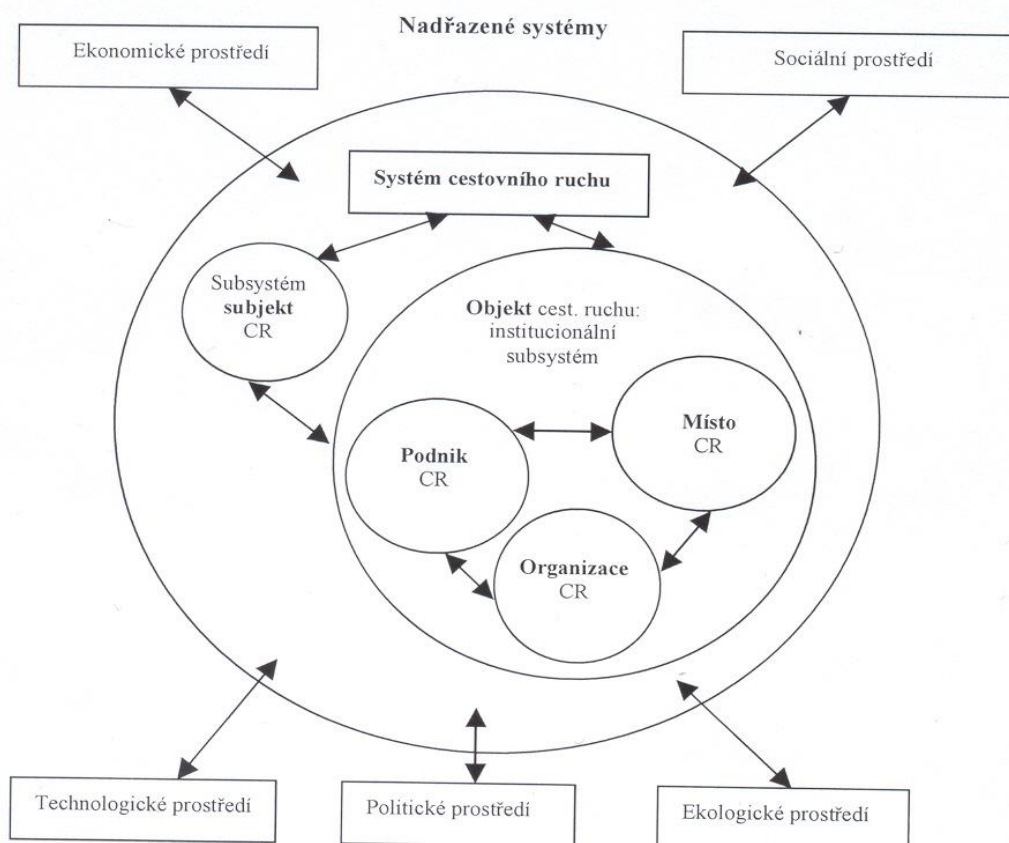 Nadřazené systémy
Ekonomické prostředí
Sociální prostředí
Systém cestovního ruchu
Subsystém
subjekt
CR
Objekt cest. ruchu:
institucionální
subsystém
Místo
CR
Podnik
CR
Organizace
CR
Technologické prostředí
Politické prostředí
Ekologické prostředí